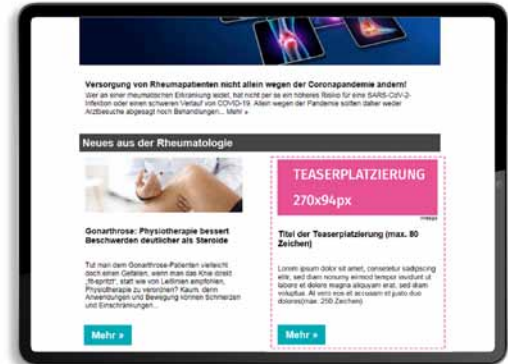 Versorgung von Rheumapatienten nicht allein wegen der Coronapandemie ändern!
Wer an einer rheumatischen Erkrankung leidet, hat nicht per se ein höheres Risiko für eine SARS-CoV-2-
Infektion oder einen schweren Verlauf von COVID-19. Allein wegen der Pandemie sollten daher weder
Arztbesuche abgesagt noch Behandlungen... Mehr »
Neues aus der Rheumatologie
Gonarthrose: Physiotherapie bessert
Beschwerden deutlicher als Steroide
Tut man dem Gonarthrose-Patienten vielleicht
doch einen Gefallen, wenn man das Knie direkt
„fit-spritzt", statt wie von Leitlinien empfohlen,
Physiotherapie zu verordnen? Kaum, denn
Anwendungen und Bewegung können Schmerzen
und Einschränkungen...
Mehr »
TEASERPLATZIERUNG
270x94px
Anzeige
Titel der Teaserplatzierung (max. 80
Zeichen)
Lorem ipsum dolor sit amet, consetetur sadipscing
elitr, sed diam nonumy eirmod tempor invidunt ut
labore et dolore magna aliquyam erat, sed diam
voluptua. At vero eos et accusam et justo duo
dolores(max. 250 Zeichen)
Mehr »